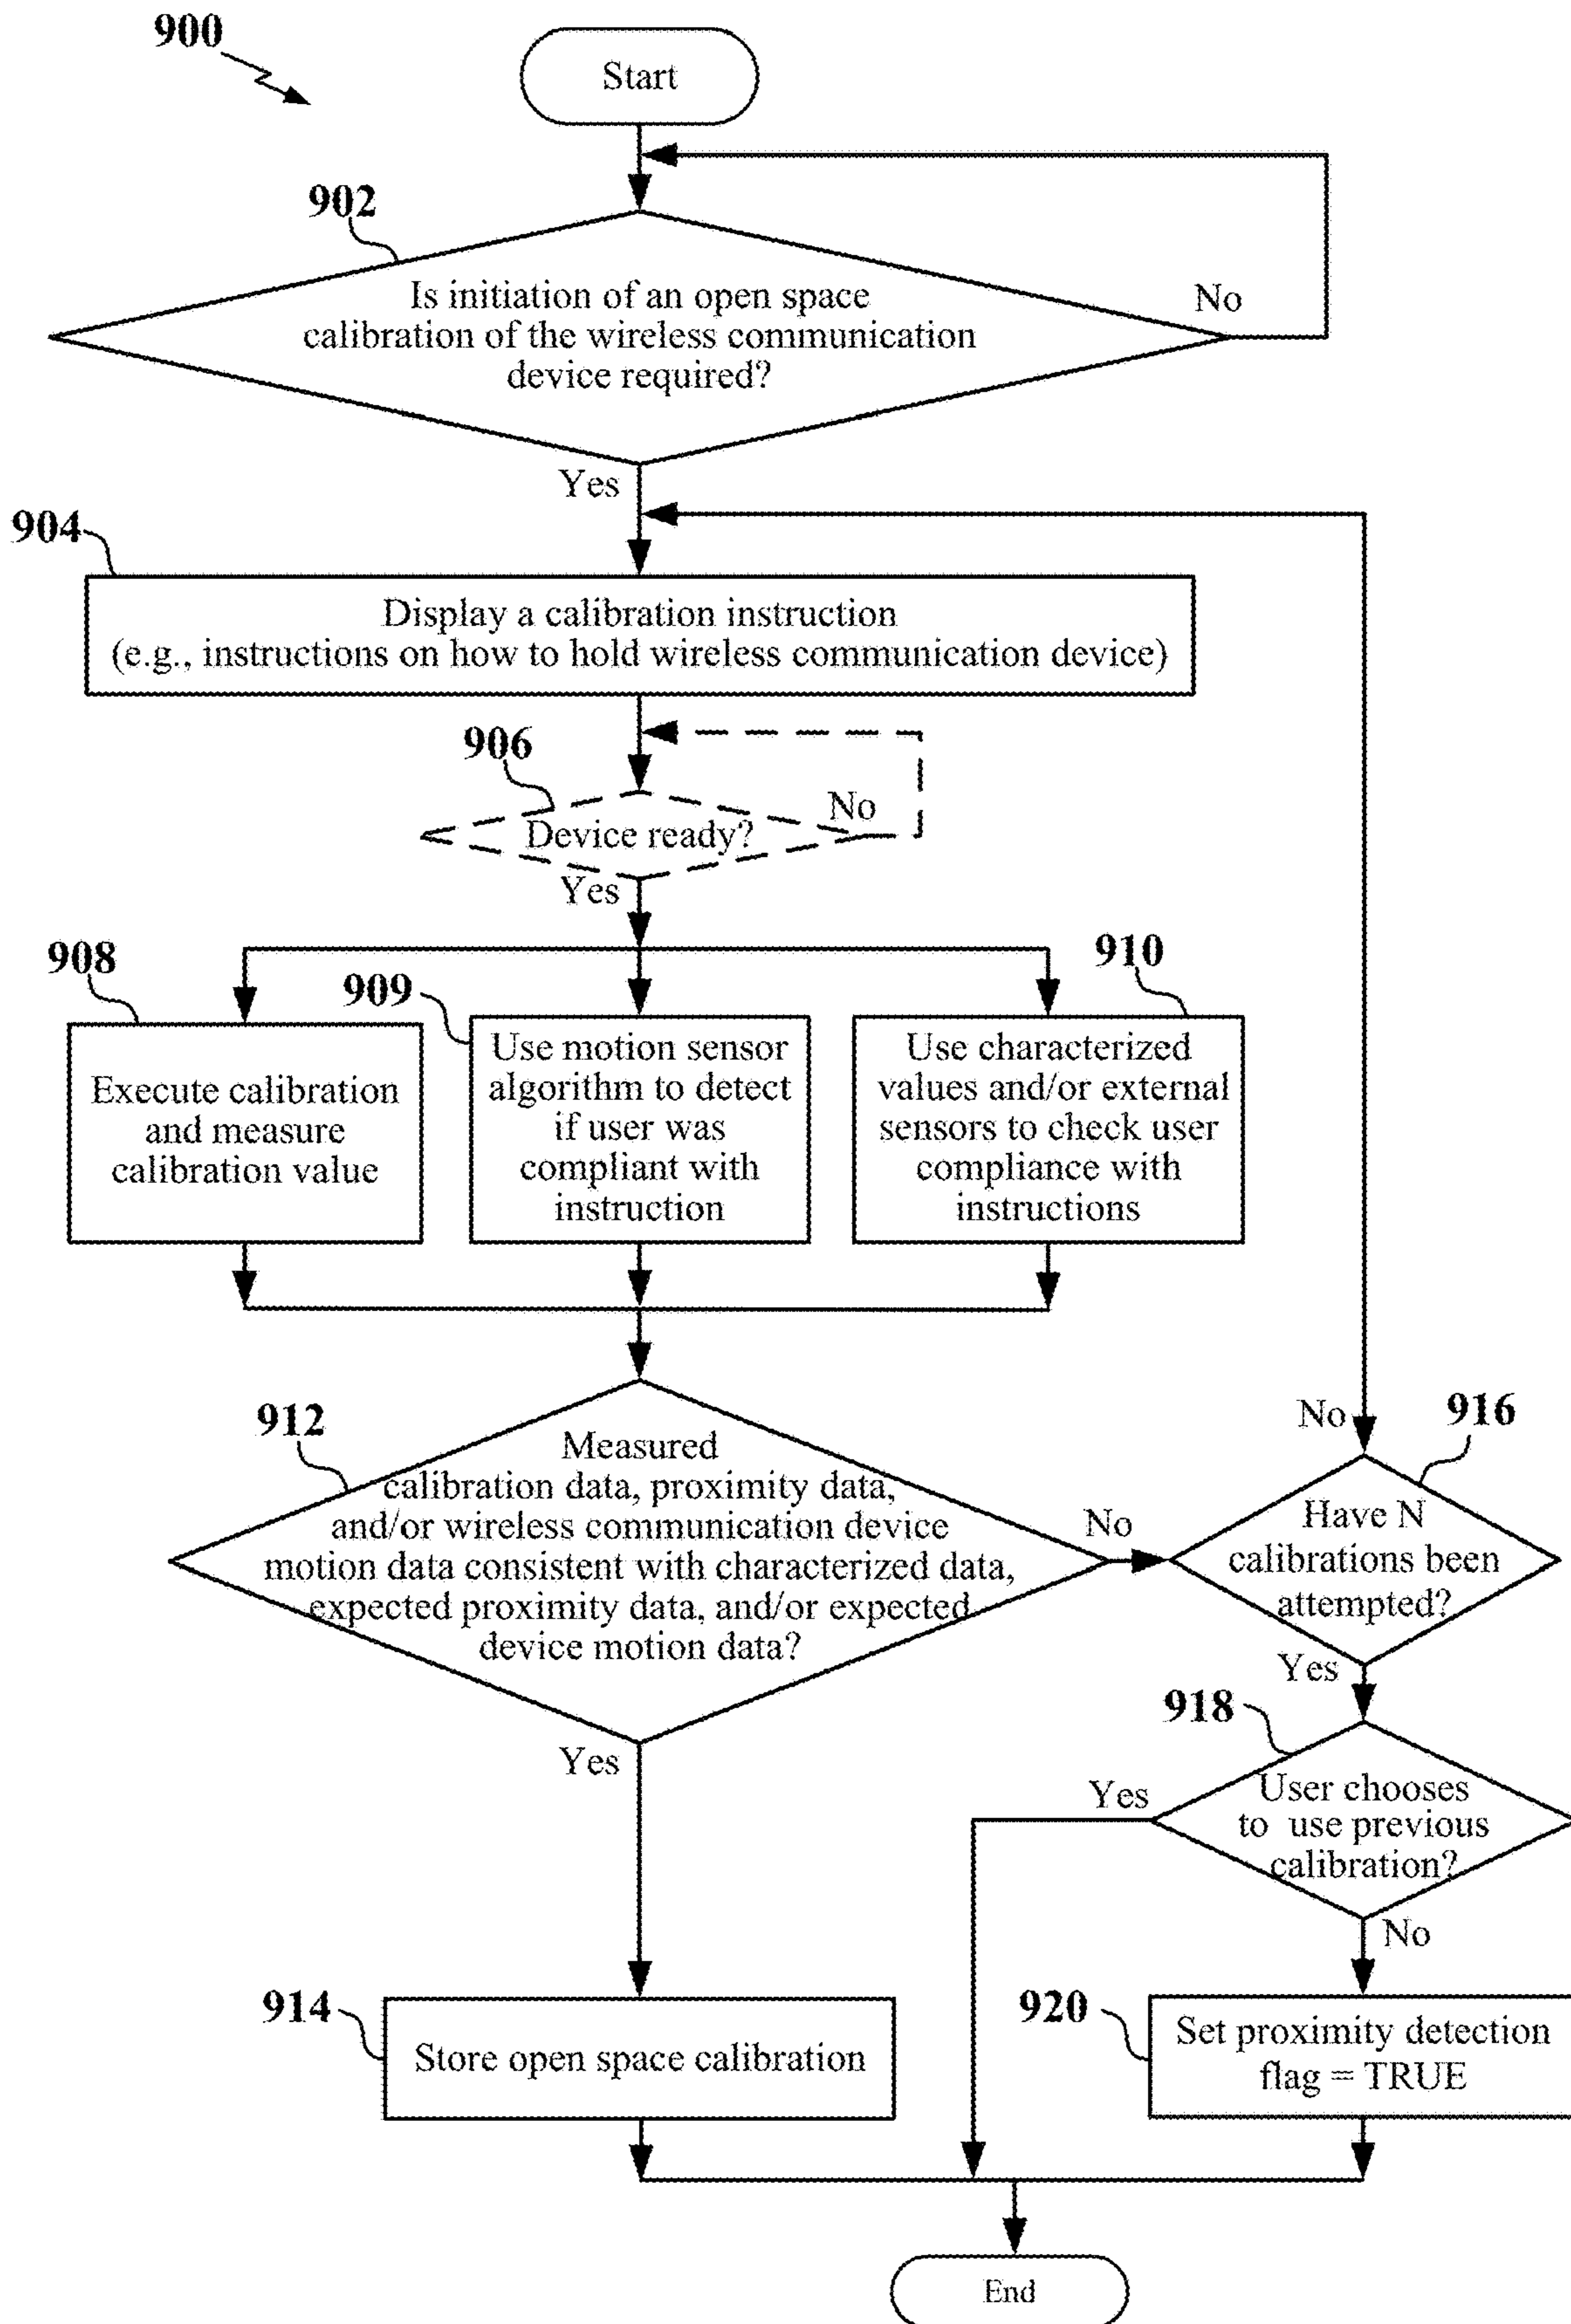 900
Start
902
Is initiation of an open space
calibration of the wireless communication
device required?
No
Yes
904
Display a calibration instruction
(e.g., instructions on how to hold wireless communication device)
906
Device ready?
No
Yes
908
Execute calibration
and measure
calibration value
909
Use motion sensor
algorithm to detect
if user was
compliant with
instruction
910
Use characterized
values and/or external
sensors to check user
compliance with
instructions
912
Measured
calibration data, proximity data,
and/or wireless communication device
motion data consistent with characterized data,
expected proximity data, and/or expected
device motion data?
No
Yes
No
916
Have N
calibrations been
attempted?
Yes
918
User chooses
to use previous
calibration?
Yes
No
914
Store open space calibration
920
Set proximity detection
flag = TRUE
End